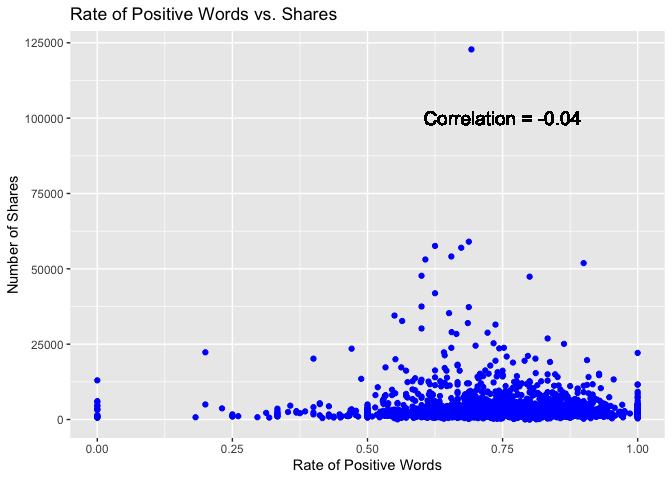 Rate of Positive Words vs. Shares
125000
100000
75000
50000
25000
0
Correlation = -0.04
Number of Shares
0.00 0.25 0.50 0.75 1.00
Rate of Positive Words